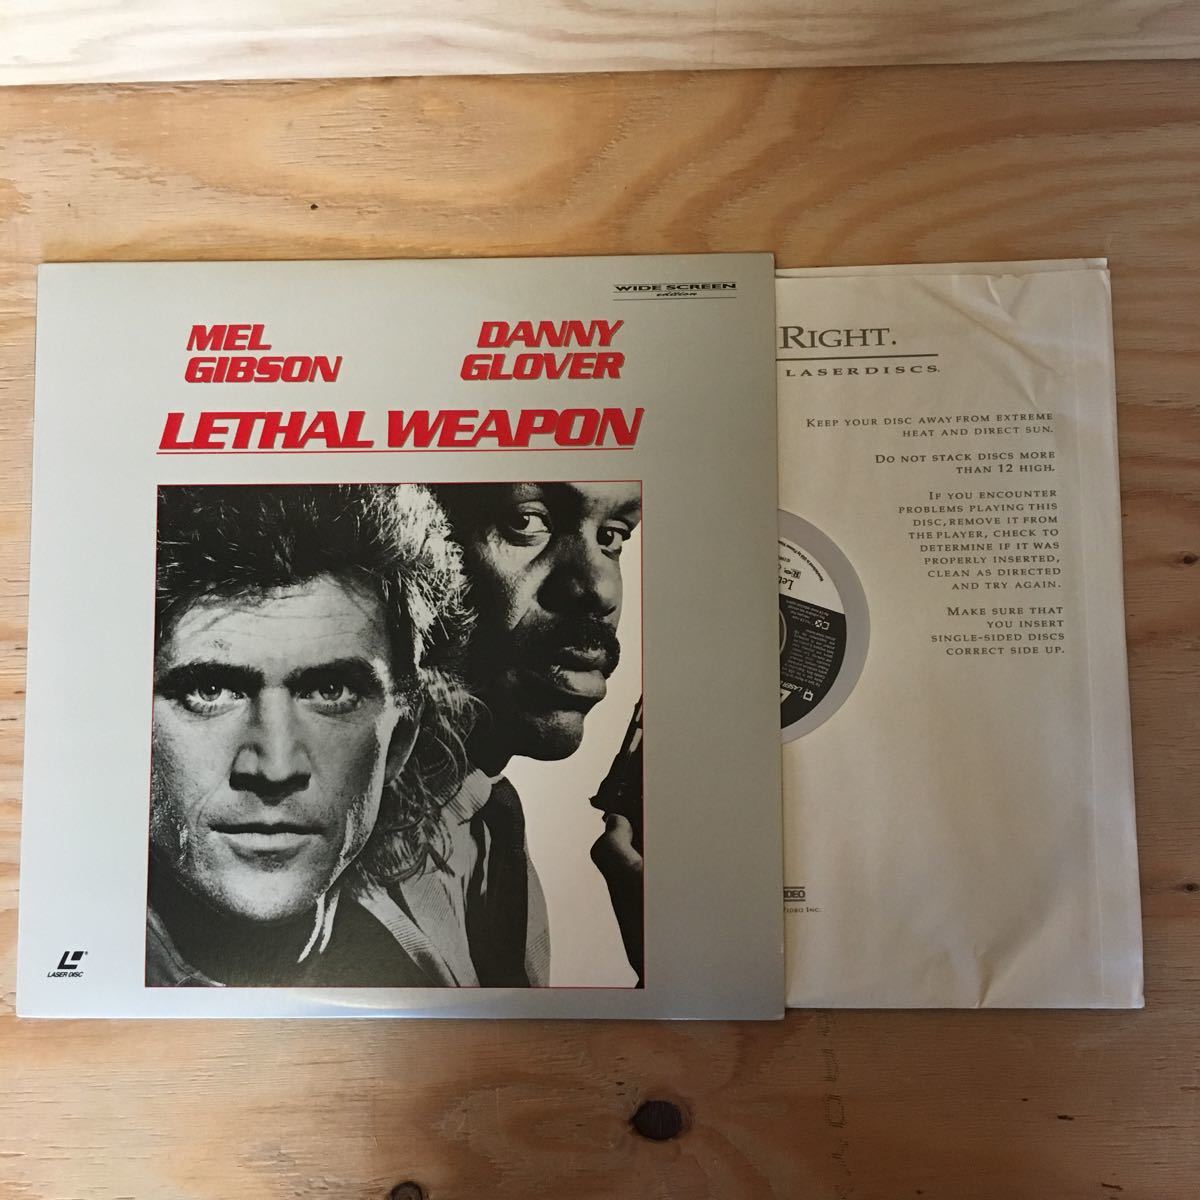 WIDE SCREEN
edition
MEL
GIBSON
DANNY
GLOVER
LETHAL WEAPON
LASER DISC
RIGHT.
LASERDISCS.
KEEP YOUR DISC AWAY FROM EXTREME
HEAT AND DIRECT SUN.
DO NOT STACK DISCS MORE
THAN 12 HIGH.
IF YOU ENCOUNTER
PROBLEMS PLAYING THIS
DISC, REMOVE IT FROM
THE PLAYER, CHECK TO
DETERMINE IF IT WAS
PROPERLY INSERTED,
CLEAN AS DIRECTED
AND TRY AGAIN.
MAKE SURE THAT
YOU INSERT
SINGLE-SIDED DISCS
CORRECT SIDE UP.
VIDEO INC.